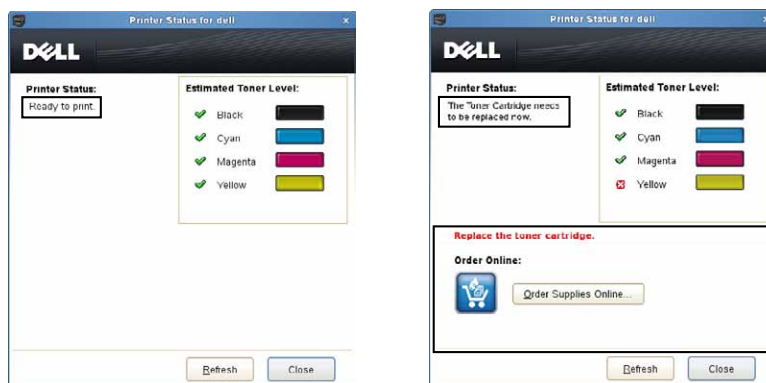 Printer Status for dell
x
DELL
Printer Status:
Ready to print.
Estimated Toner Level:
Black
Cyan
Magenta
Yellow
Refresh
Close
Printer Status for dell
x
DELL
Printer Status:
The Toner Cartridge needs
to be replaced now.
Estimated Toner Level:
Black
Cyan
Magenta
Yellow
Replace the toner cartridge.
Order Online:
Order Supplies Online...
Refresh
Close